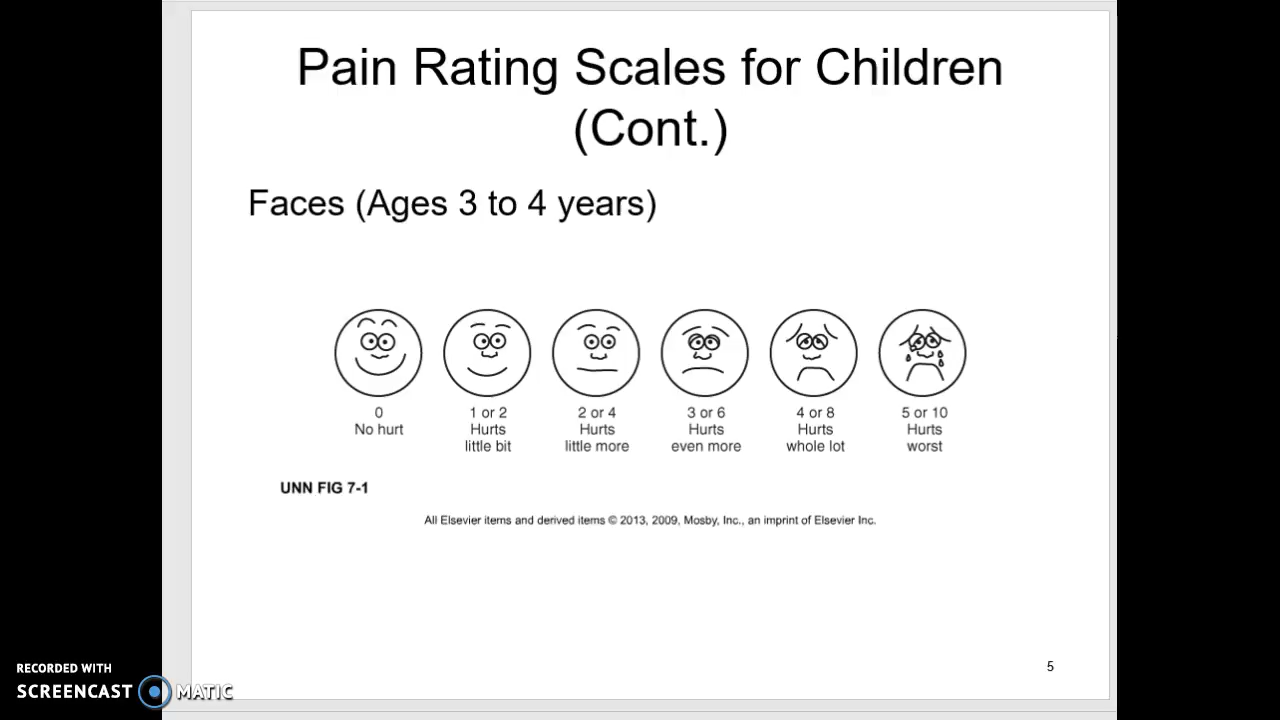 Pain Rating Scales for Children
(Cont.)
Faces (Ages 3 to 4 years)
0 1 or 2 2 or 4 3 or 6 4 or 8 5 or 10
No hurt Hurts Hurts Hurts Hurts Hurts
little bit little more even more whole lot worst
UNN FIG 7-1
All Elsevier items and derived items © 2013, 2009, Mosby, Inc., an imprint of Elsevier Inc.
5
RECORDED WITH
SCREENCAST MATIC